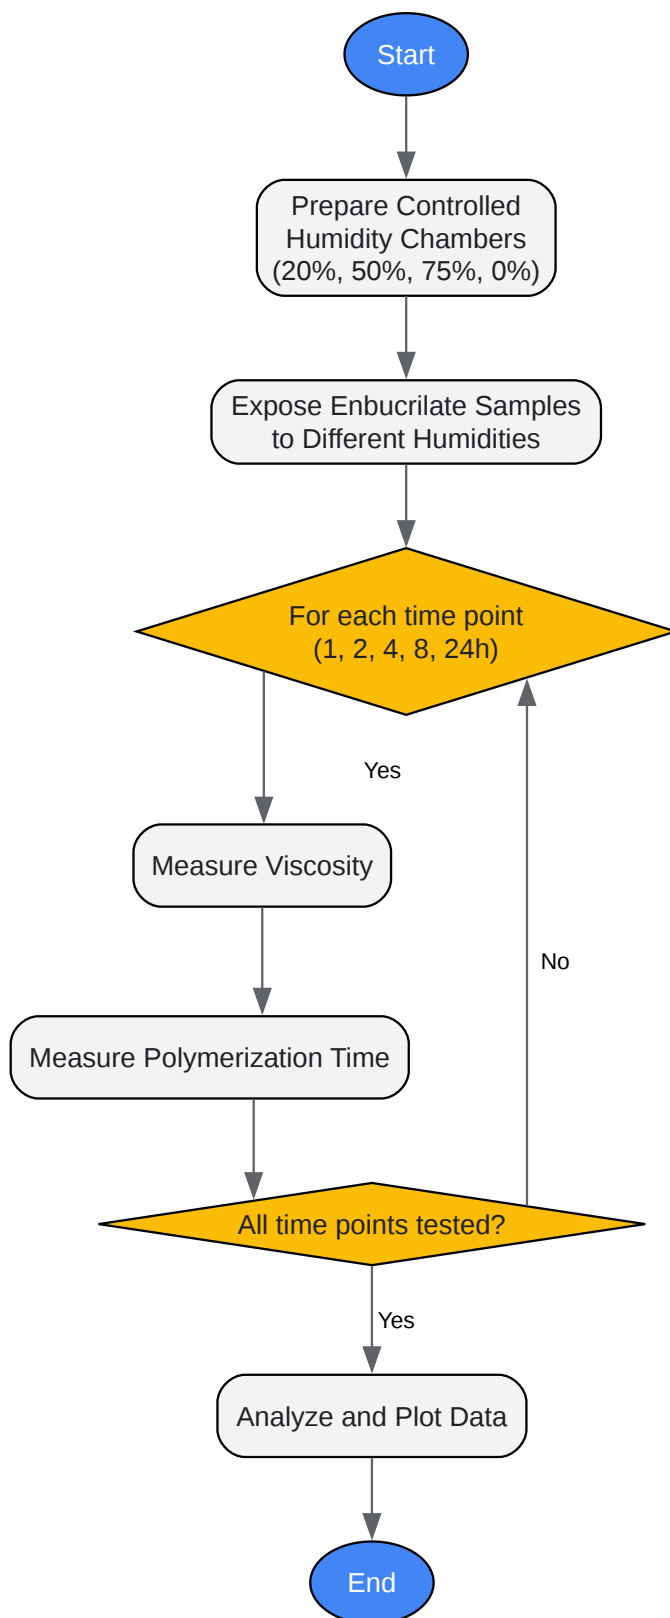 Start
Prepare Controlled
Humidity Chambers
(20%, 50%, 75%, 0%)
Expose Enbucrilate Samples
to Different Humidities
For each time point
(1, 2, 4, 8, 24h)
Yes
Measure Viscosity
No
Measure Polymerization Time
All time points tested?
Yes
Analyze and Plot Data
End